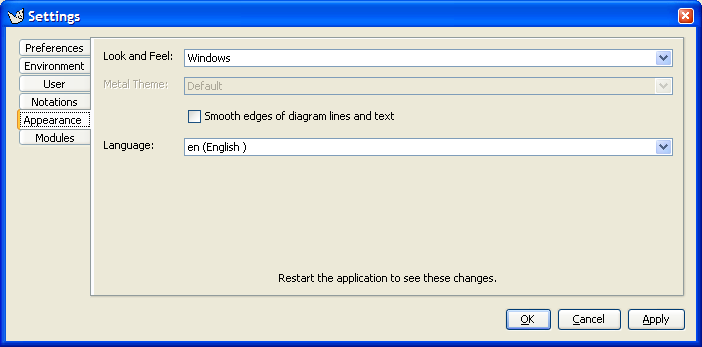 Settings
Preferences
Environment
User
Notations
Appearance
Modules
Look and Feel: Windows
Metal Theme: Default
Smooth edges of diagram lines and text
Language: en (English )
Restart the application to see these changes.
OK Cancel Apply